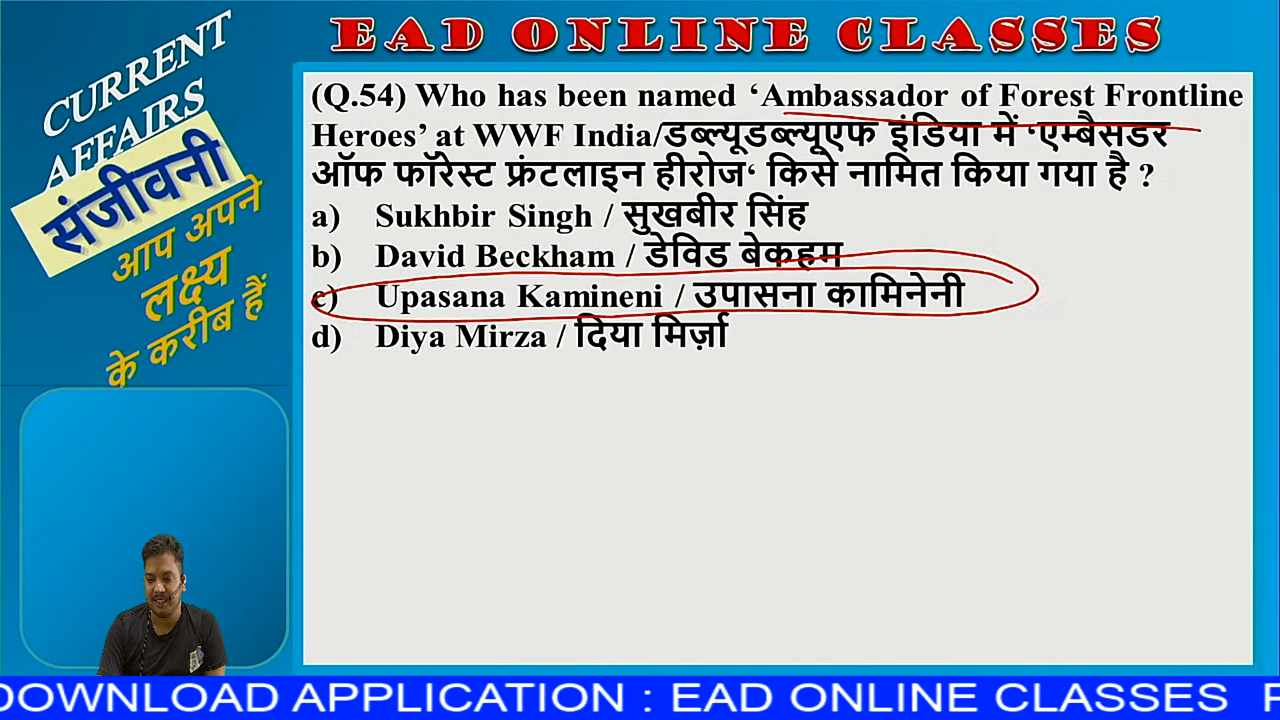 EAD ONLINE CLASSES
CURRENT
AFFAIRS
संजीवनी
आप अपने
लक्ष्य
के करीब हैं
(Q.54) Who has been named ‘Ambassador of Forest Frontline
Heroes’ at WWF India/डब्ल्यूडब्ल्यूएफ इंडिया में ‘एम्बैसडर
ऑफ फॉरेस्ट फ्रंटलाइन हीरोज‘ किसे नामित किया गया है ?
a) Sukhbir Singh / सुखबीर सिंह
b) David Beckham / डेविड बेकहम
c) Upasana Kamineni / उपासना कामिनेनी
d) Diya Mirza / दिया मिर्ज़ा
DOWNLOAD APPLICATION : EAD ONLINE CLASSES